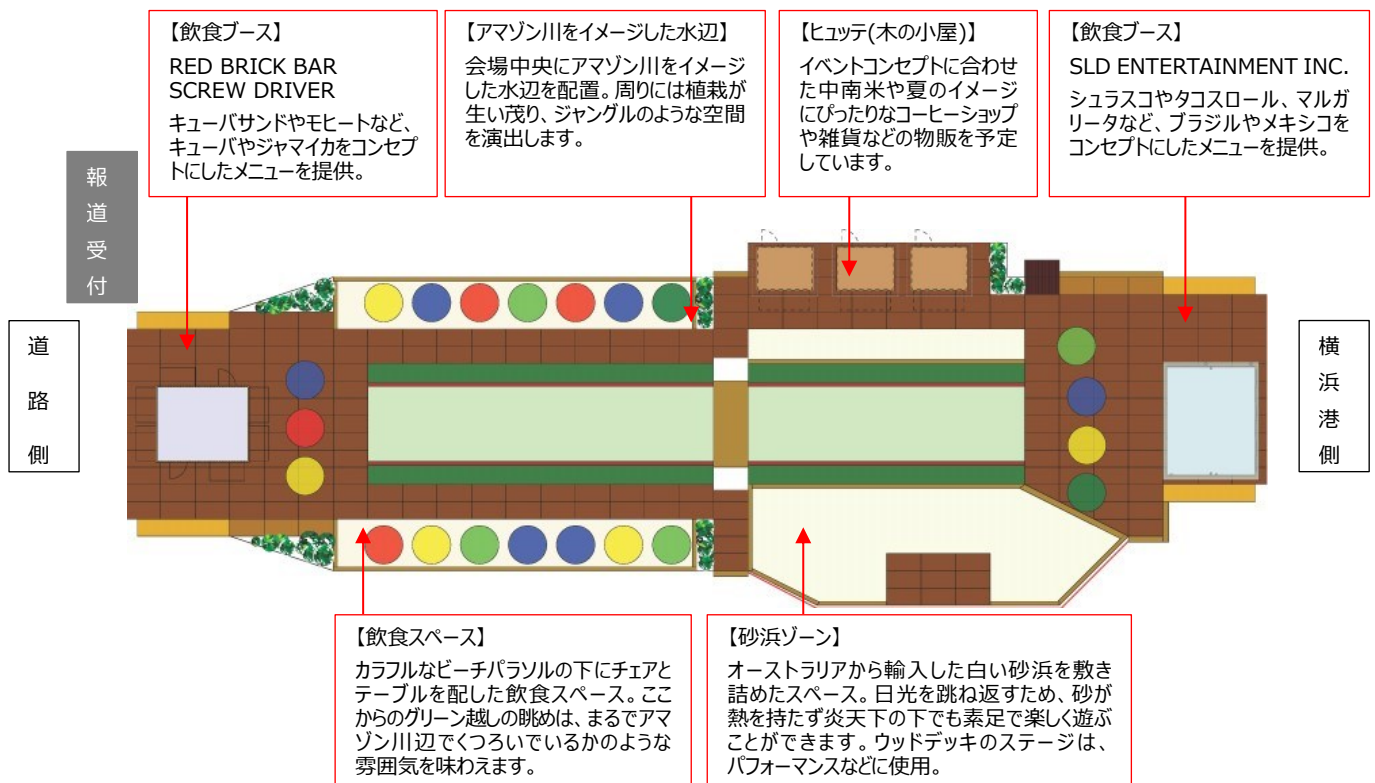 【飲食ブース】
RED BRICK BAR
SCREW DRIVER
キューバサンドやモヒートなど、
キューバやジャマイカをコンセプ
トにしたメニューを提供。
【アマゾン川をイメージした水辺】
会場中央にアマゾン川をイメージ
した水辺を配置。周りには植栽が
生い茂り、ジャングルのような空間
を演出します。
【ヒュッテ(木の小屋)】
イベントコンセプトに合わせ
た中南米や夏のイメージ
にぴったりなコーヒーショップ
や雑貨などの物販を予定
しています。
【飲食ブース】
SLD ENTERTAINMENT INC.
シュラスコやタコスロール、マルガ
リータなど、ブラジルやメキシコを
コンセプトにしたメニューを提供。
報道受付
道路側
横浜港側
【飲食スペース】
カラフルなビーチパラソルの下にチェアと
テーブルを配した飲食スペース。ここ
からのグリーン越しの眺めは、まるでアマ
ゾン川辺でくつろいでいるかのような
雰囲気を味わえます。
【砂浜ゾーン】
オーストラリアから輸入した白い砂浜を敷き
詰めたスペース。日光を跳ね返すため、砂が
熱を持たず炎天下の下でも素足で楽しく遊ぶ
ことができます。ウッドデッキのステージは、
パフォーマンスなどに使用。